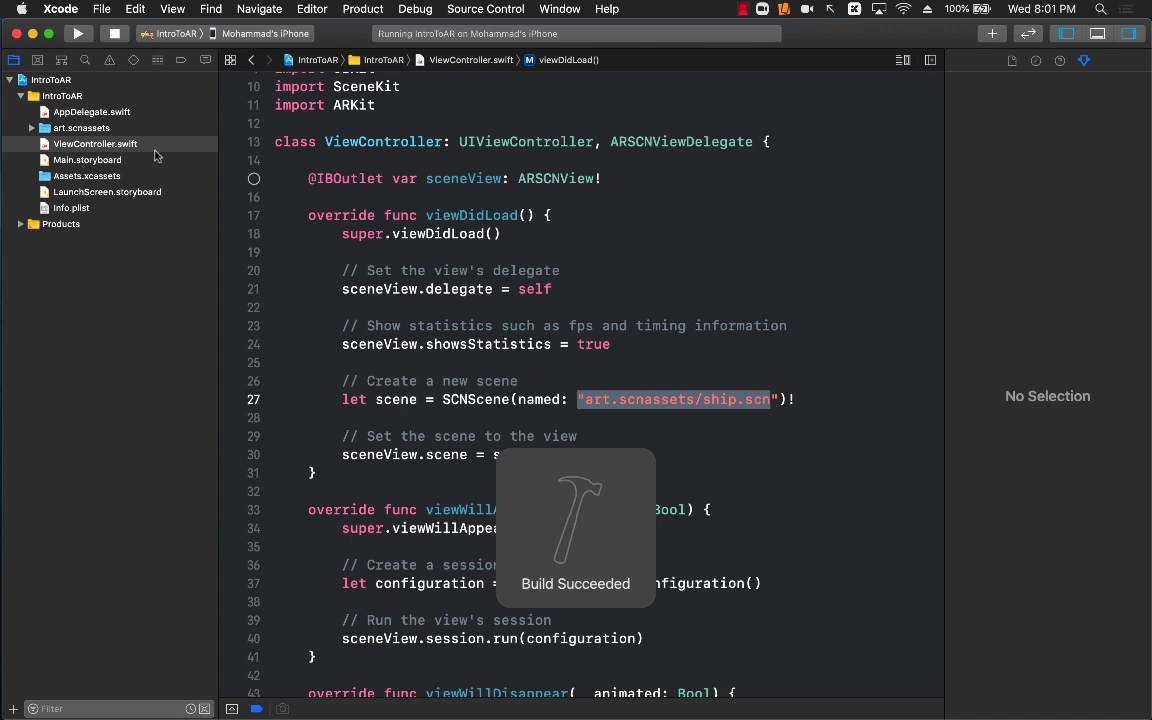 Xcode File Edit View Find Navigate Editor Product Debug Source Control Window Help 100% Wed 8:01 PM
IntroToAR Mohammad's iPhone Running IntroToAR on Mohammad's iPhone
IntroToAR IntroToAR ViewController.swift M viewDidLoad()
IntroToAR
IntroToAR
AppDelegate.swift
art.scnassets
ViewController.swift
Main.storyboard
Assets.xcassets
LaunchScreen.storyboard
Info.plist
Products
10 import SceneKit
11 import ARKit
12
13 class ViewController: UIViewController, ARSCNViewDelegate {
14
@IBOutlet var sceneView: ARSCNView!
16
17 override func viewDidLoad() {
18 super.viewDidLoad()
19
20 // Set the view's delegate
21 sceneView.delegate = self
22
23 // Show statistics such as fps and timing information
24 sceneView.showsStatistics = true
25
26 // Create a new scene
27 let scene = SCNScene(named: "art.scnassets/ship.scn")!
28
29 // Set the scene to the view
30 sceneView.scene = s
31 }
32
33 override func viewWillA Bool) {
34 super.viewWillAppea
35
36 // Create a session
37 let configuration = nfiguration()
38
39 // Run the view's session
40 sceneView.session.run(configuration)
41 }
42
43 override func viewWillDisappear(_ animated: Bool) {
Build Succeeded
No Selection
Filter